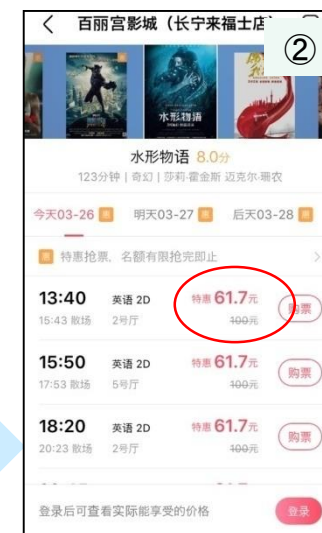 百丽宫影城（长宁来福士店）
②
水形物语
水形物语 8.0分
123分钟 | 奇幻 | 莎莉·霍金斯 迈克尔·珊农
今天03-26 惠 明天03-27 惠 后天03-28 惠
惠 特惠抢票，名额有限抢完即止
13:40 英语 2D 特惠 61.7元 购票
15:43 散场 2号厅 100元
15:50 英语 2D 特惠 61.7元 购票
17:53 散场 5号厅 100元
18:20 英语 2D 特惠 61.7元 购票
20:23 散场 2号厅 100元
登录后可查看实际能享受的价格 登录